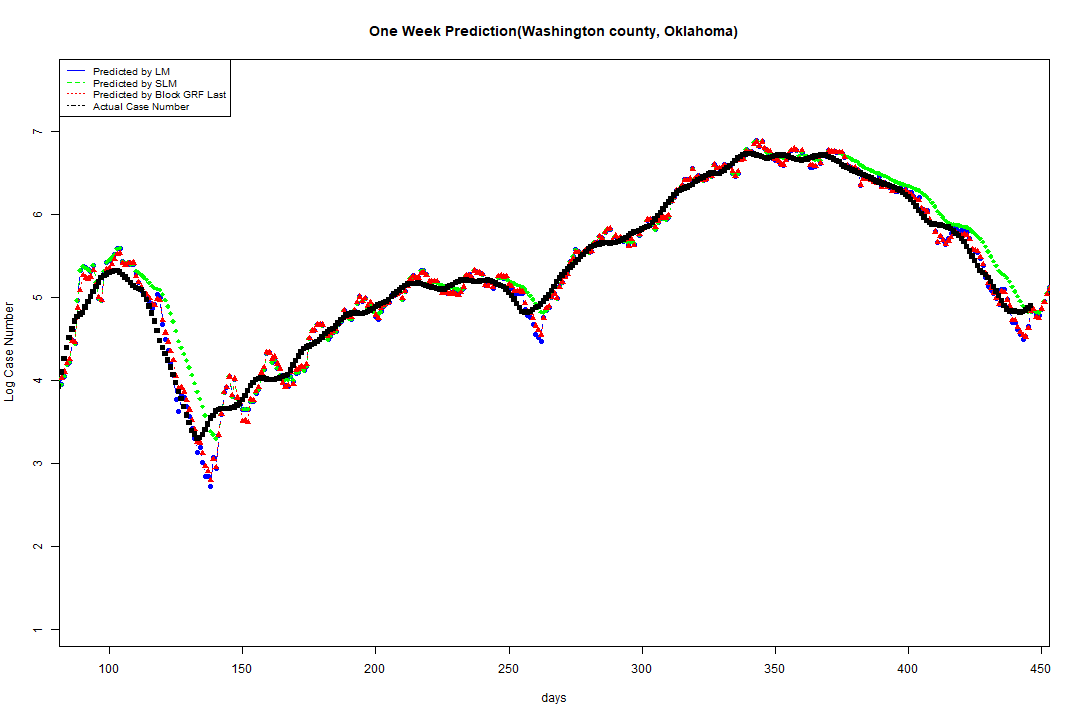 One Week Prediction(Washington county, Oklahoma)
Predicted by LM
Predicted by SLM
Predicted by Block GRF Last
Actual Case Number
7
6
5
4
3
2
1
Log Case Number
100 150 200 250 300 350 400 450
days